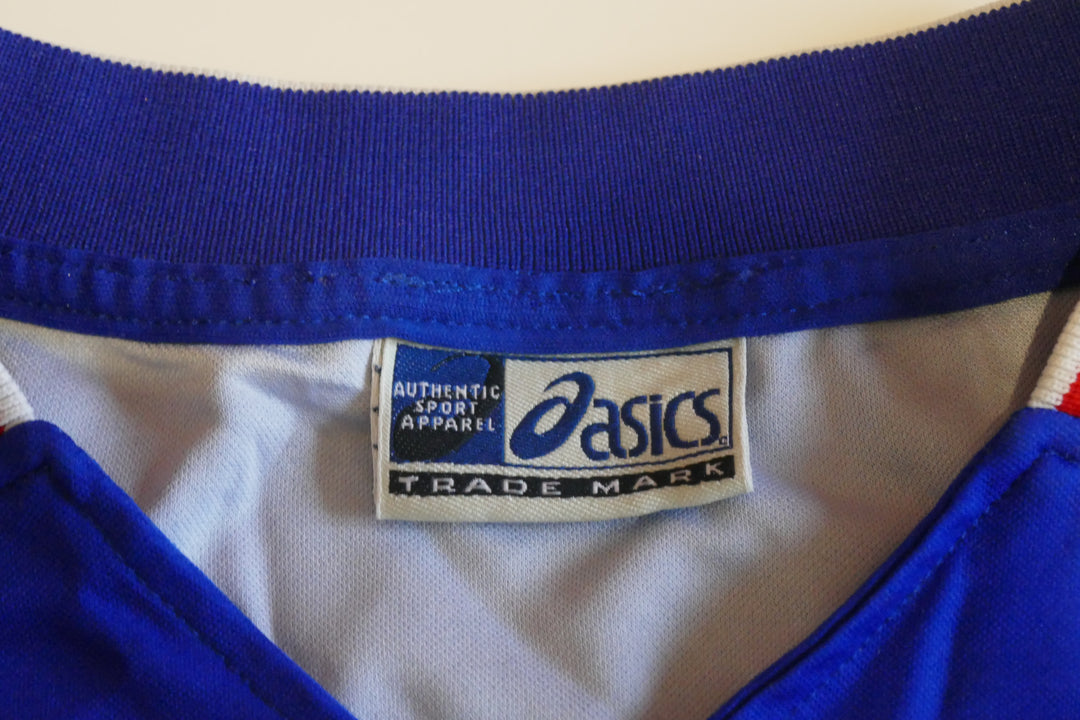 AUTHENTIC
SPORT
APPAREL
asics
TRADE MARK